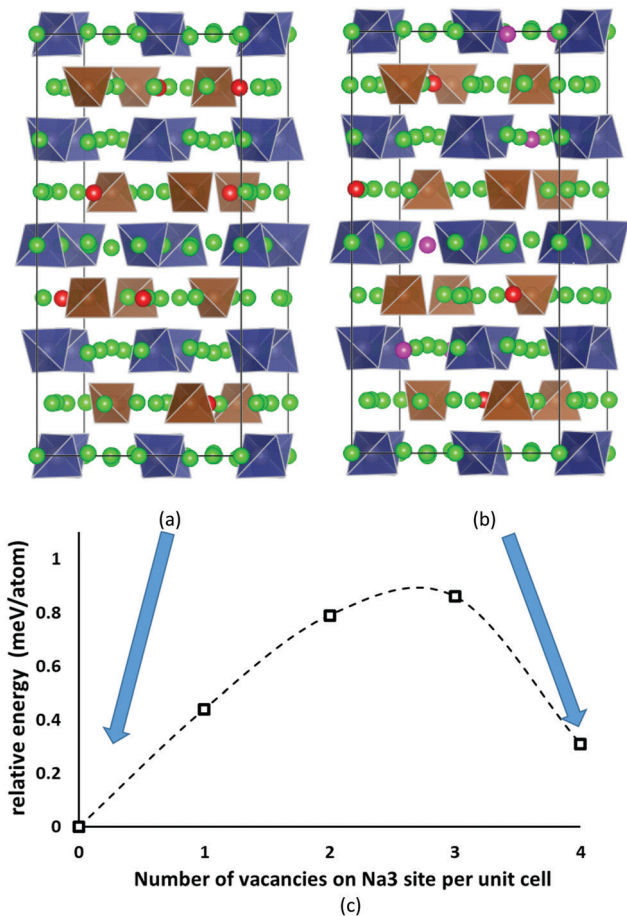 (a) (b)
relative energy (meV/atom)
1
0.8
0.6
0.4
0.2
0
0 1 2 3 4
Number of vacancies on Na3 site per unit cell
(c)